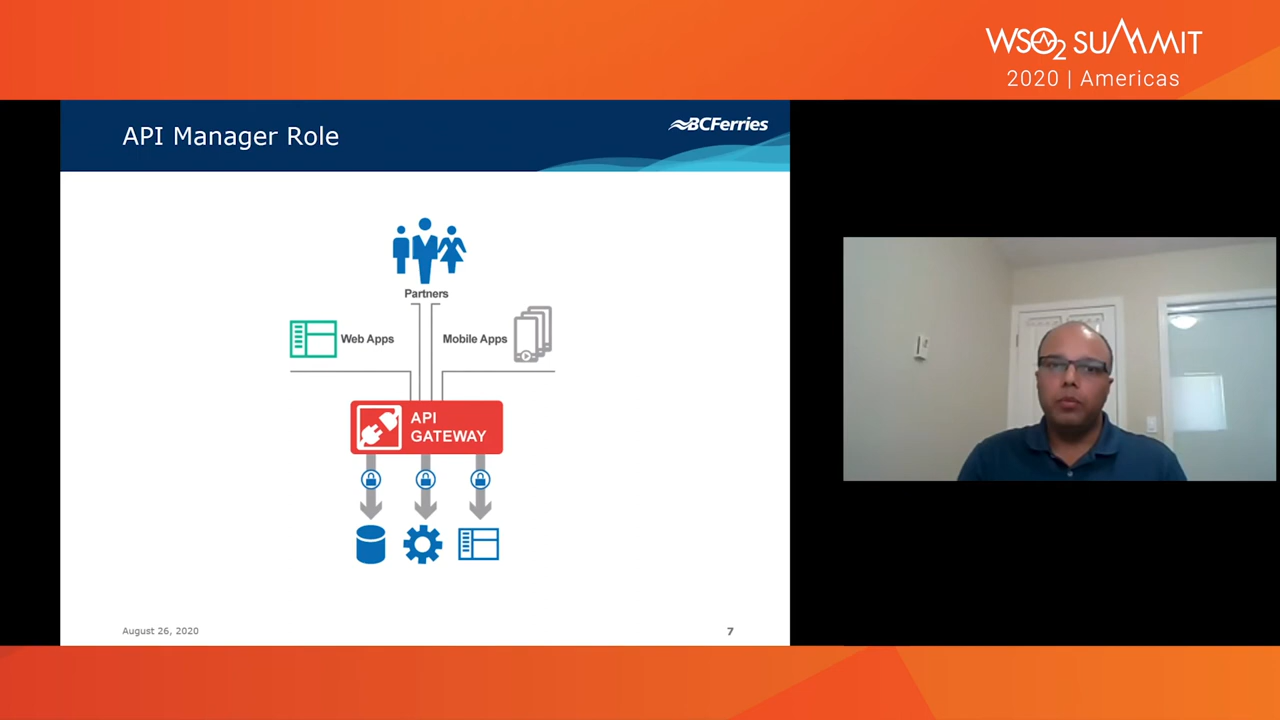 WSO2 SUMMIT
2020 | Americas
API Manager Role
BCFerries
Partners
Web Apps
Mobile Apps
API
GATEWAY
August 26, 2020
7